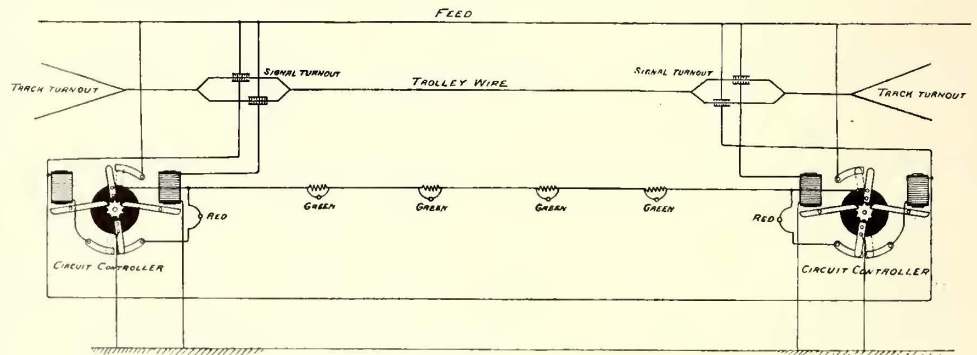 FEED
SIGNAL TURNOUT
SIGNAL TURNOUT
TROLLEY WIRE
TRACK TURNOUT
TRACK TURNOUT
GREEN
GREEN
GREEN
GREEN
RED
RED
CIRCUIT CONTROLLER
CIRCUIT CONTROLLER